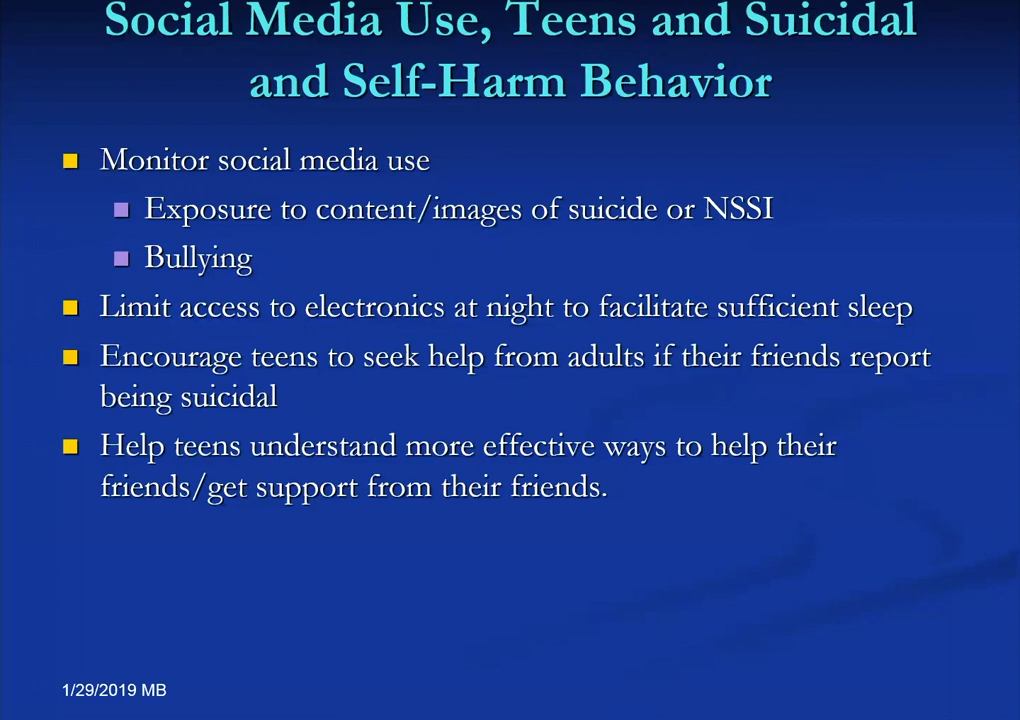 Social Media Use, Teens and Suicidal
and Self-Harm Behavior
Monitor social media use
Exposure to content/images of suicide or NSSI
Bullying
Limit access to electronics at night to facilitate sufficient sleep
Encourage teens to seek help from adults if their friends report
being suicidal
Help teens understand more effective ways to help their
friends/get support from their friends.
1/29/2019 MB